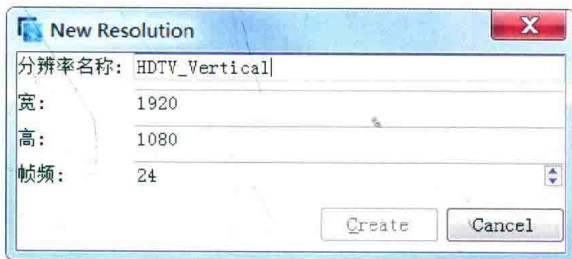 New Resolution
分辨率名称: HDTV_Vertical
宽: 1920
高: 1080
帧频: 24
Create Cancel